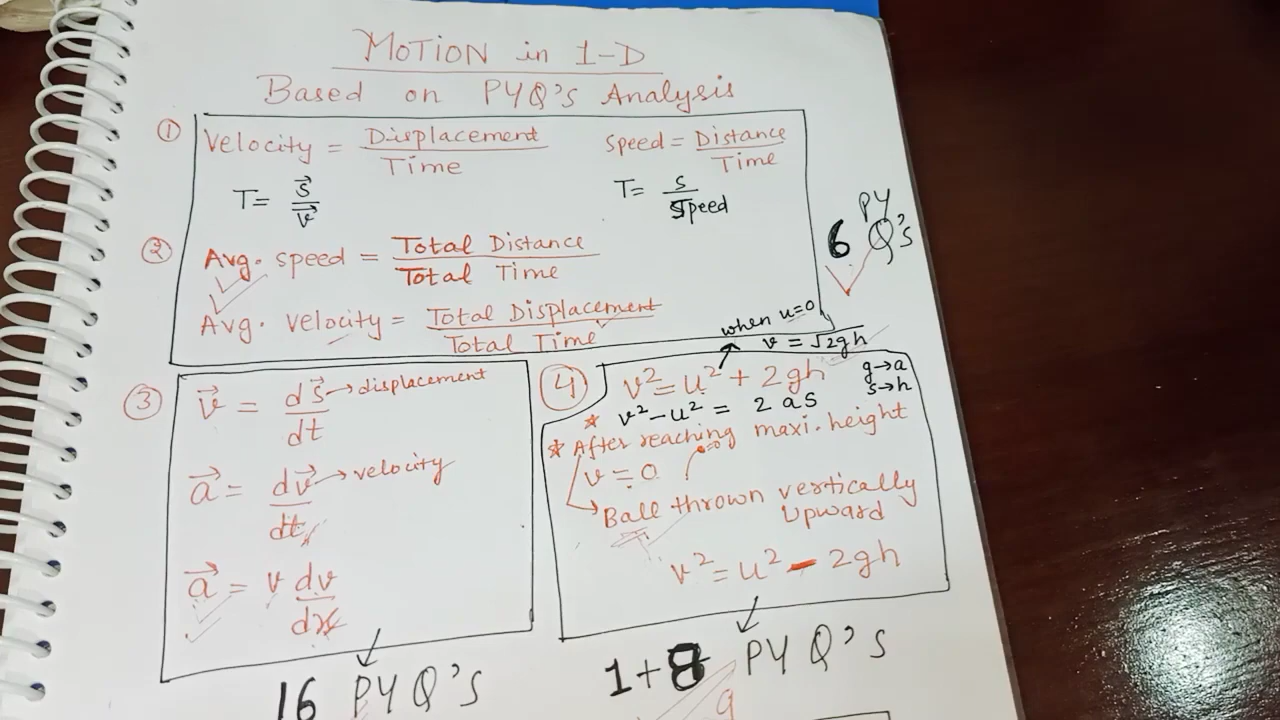 MOTION in 1-D
Based on PYQ's Analysis
① Velocity = Displacement / Time
Speed = Distance / Time
T = s⃗ / v⃗
T = s / Speed
6 PY Q's
② Avg. Speed = Total Distance / Total Time
Avg. Velocity = Total Displacement / Total Time
when u=0
v = √2gh
③ v⃗ = ds⃗ / dt → displacement
a⃗ = dv⃗ / dt → velocity
a⃗ = v dv / dx
16 PYQ's
④ v² = u² + 2gh
g→a
s→h
* v² - u² = 2as
* After reaching maxi. height
v = 0
→ Ball thrown vertically
Upward
v² = u² - 2gh
1+8 PYQ's
9